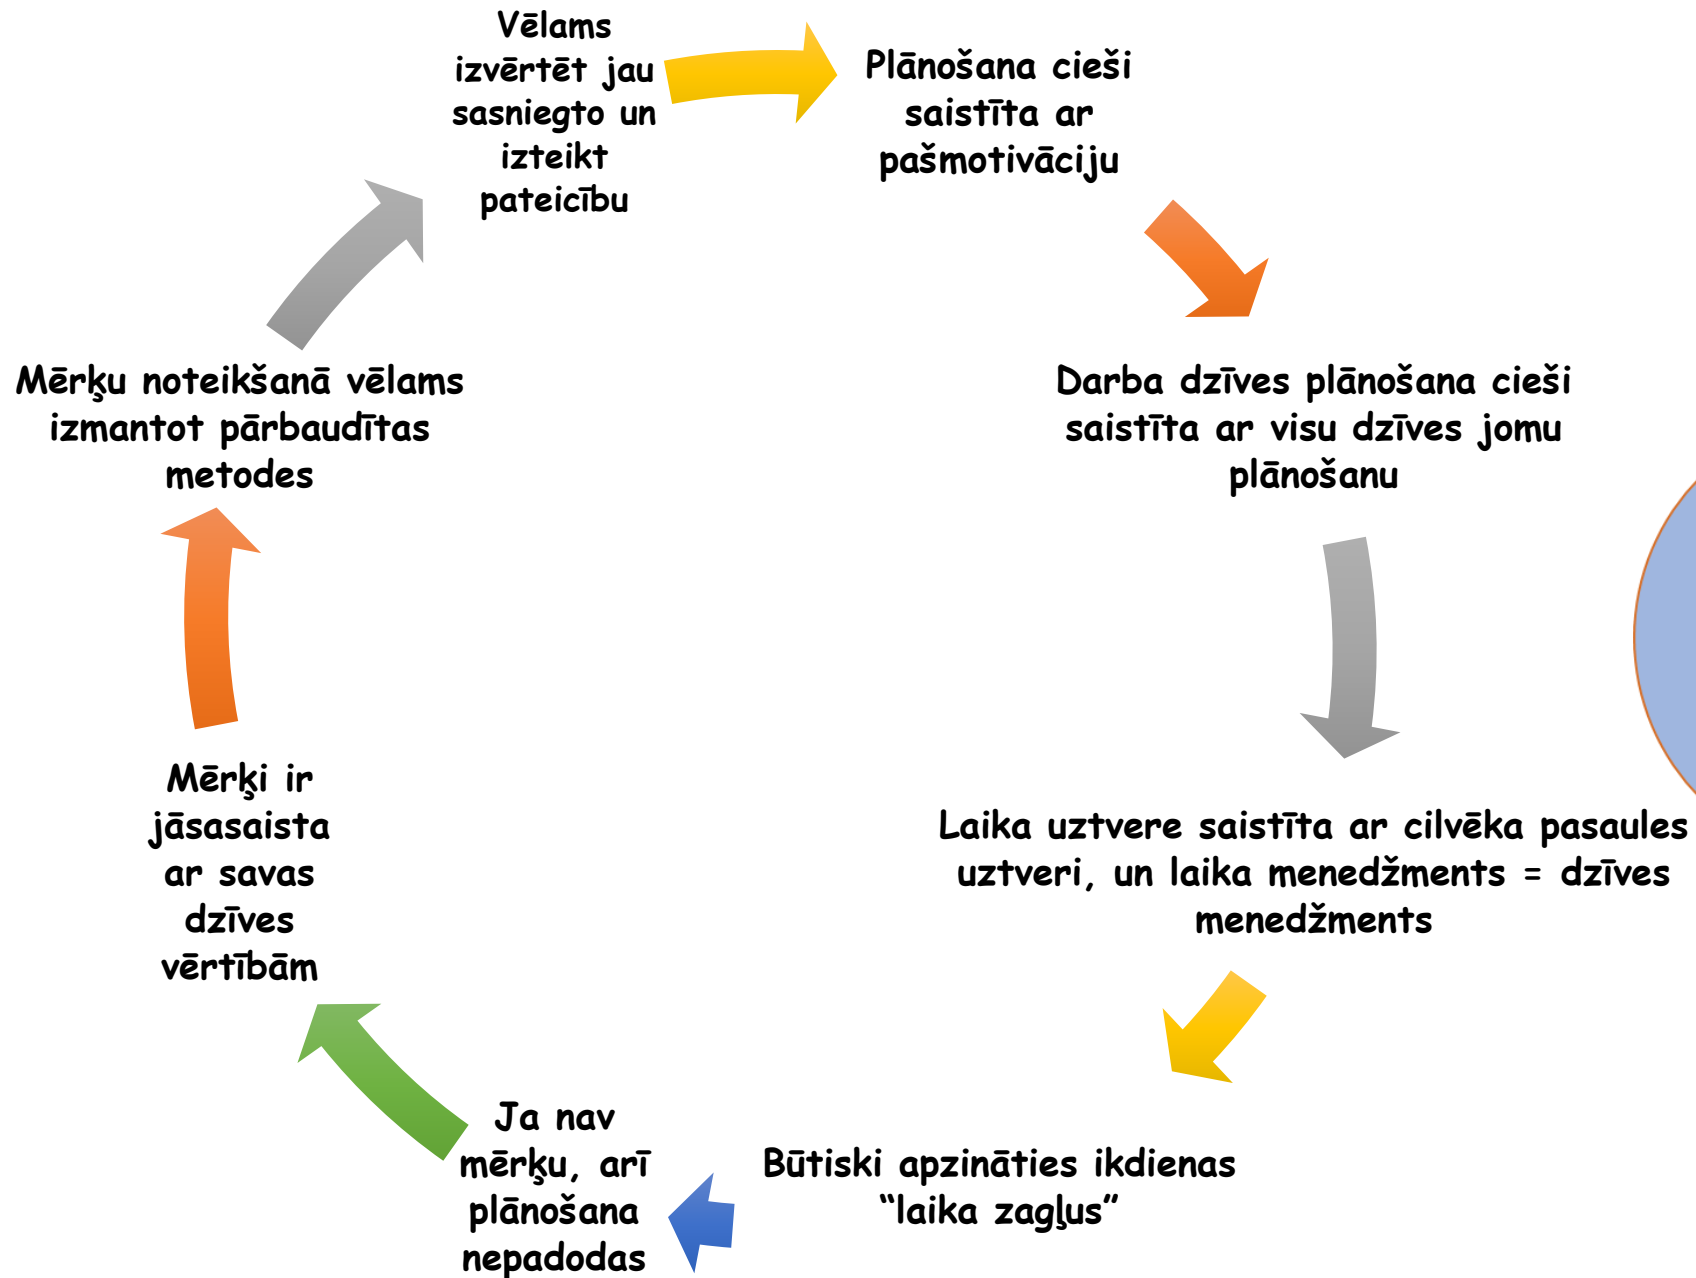 Vēlams
izvērtēt jau
sasniegto un
izteikt
pateicību
Plānošana cieši
saistīta ar
pašmotivāciju
Darba dzīves plānošana cieši
saistīta ar visu dzīves jomu
plānošanu
Laika uztvere saistīta ar cilvēka pasaules
uztveri, un laika menedžments = dzīves
menedžments
Būtiski apzināties ikdienas
“laika zagļus”
Ja nav
mērķu, arī
plānošana
nepadodas
Mērķi ir
jāsasaista
ar savas
dzīves
vērtībām
Mērķu noteikšanā vēlams
izmantot pārbaudītas
metodes